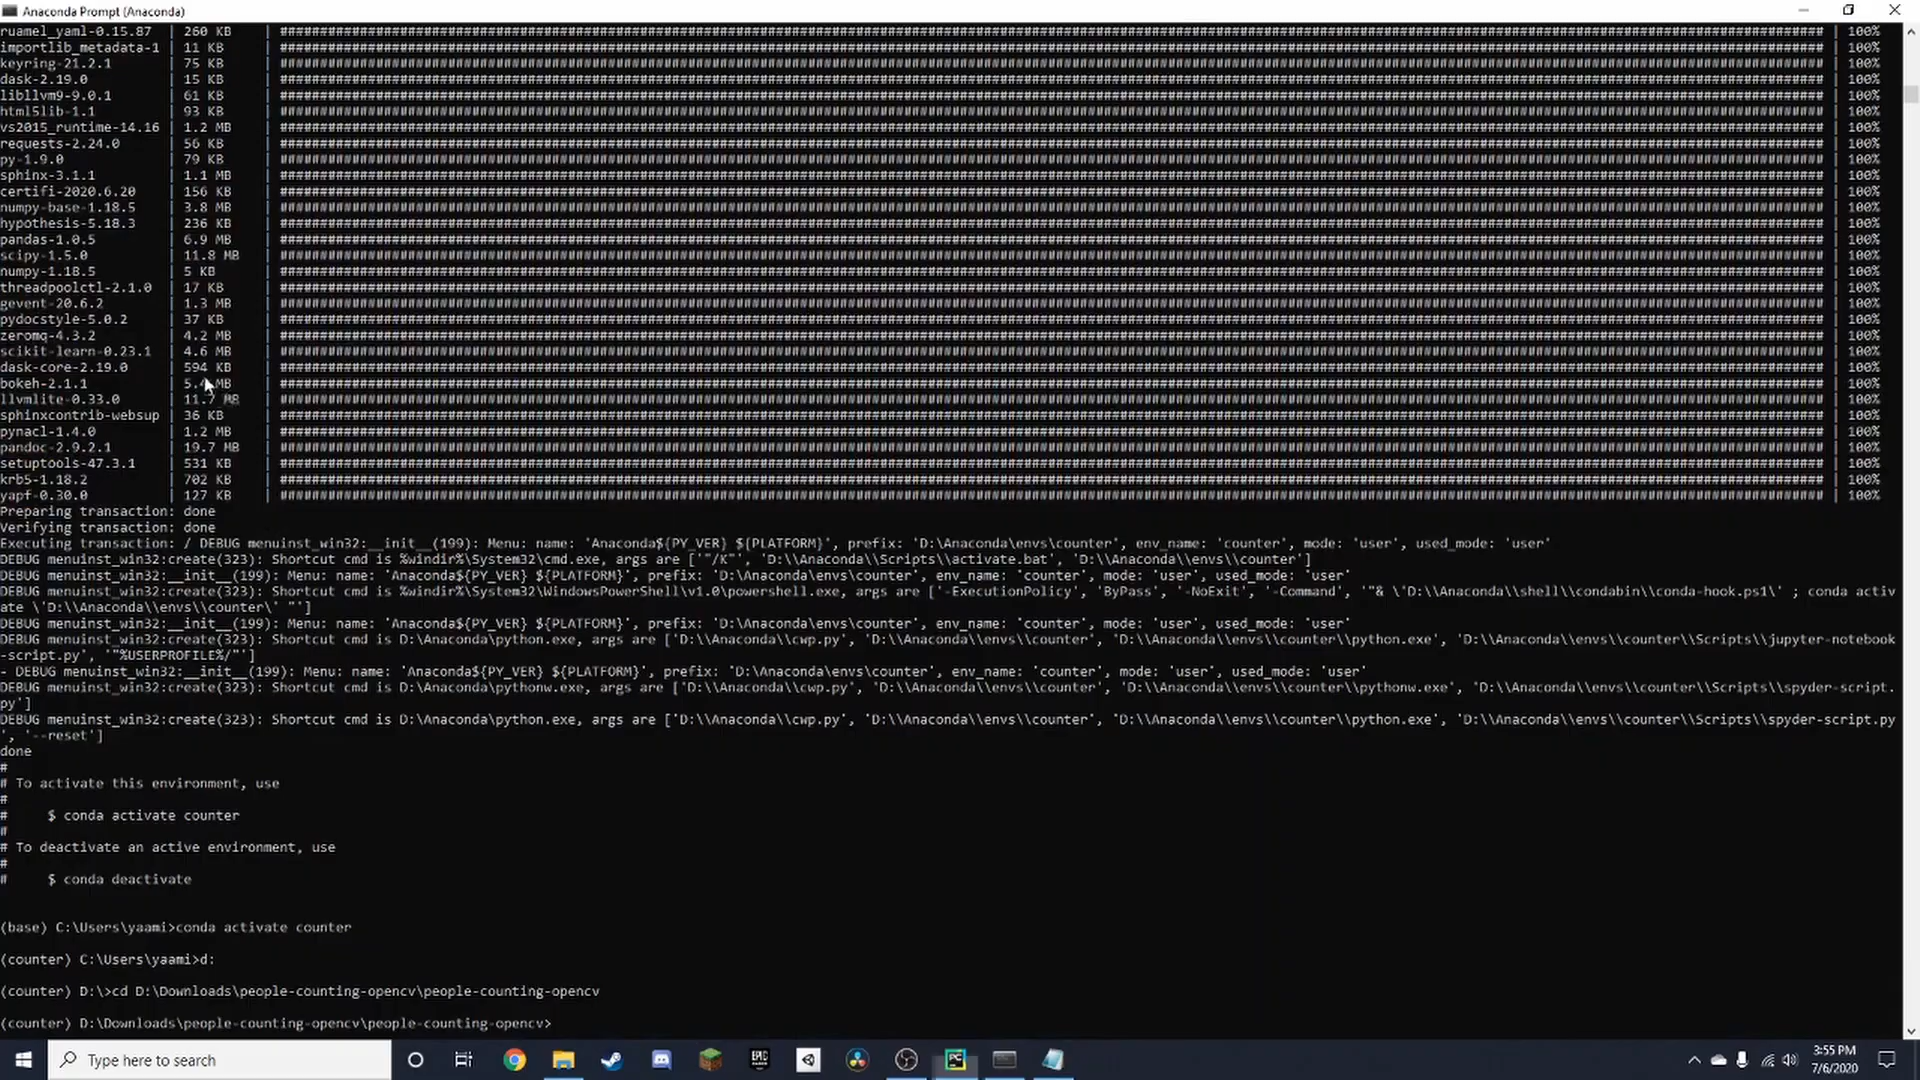 Anaconda Prompt (Anaconda)
ruamel_yaml-0.15.87 | 260 KB | 100%
importlib_metadata-1 | 11 KB | 100%
keyring-21.2.1 | 75 KB | 100%
dask-2.19.0 | 15 KB | 100%
libllvm9-9.0.1 | 61 KB | 100%
html5lib-1.1 | 93 KB | 100%
vs2015_runtime-14.16 | 1.2 MB | 100%
requests-2.24.0 | 56 KB | 100%
py-1.9.0 | 79 KB | 100%
sphinx-3.1.1 | 1.1 MB | 100%
certifi-2020.6.20 | 156 KB | 100%
numpy-base-1.18.5 | 3.8 MB | 100%
hypothesis-5.18.3 | 236 KB | 100%
pandas-1.0.5 | 6.9 MB | 100%
scipy-1.5.0 | 11.8 MB | 100%
numpy-1.18.5 | 5 KB | 100%
threadpoolctl-2.1.0 | 17 KB | 100%
gevent-20.6.2 | 1.3 MB | 100%
pydocstyle-5.0.2 | 37 KB | 100%
zeromq-4.3.2 | 4.2 MB | 100%
scikit-learn-0.23.1 | 4.6 MB | 100%
dask-core-2.19.0 | 594 KB | 100%
bokeh-2.1.1 | MB | 100%
llvmlite-0.33.0 | 11.7 MB | 100%
sphinxcontrib-websup | 36 KB | 100%
pynacl-1.4.0 | 1.2 MB | 100%
pandoc-2.9.2.1 | 19.7 MB | 100%
setuptools-47.3.1 | 531 KB | 100%
krb5-1.18.2 | 702 KB | 100%
yapf-0.30.0 | 127 KB | 100%
Preparing transaction: done
Verifying transaction: done
Executing transaction: / DEBUG menuinst_win32:__init__(199): Menu: name: 'Anaconda${PY_VER} ${PLATFORM}', prefix: 'D:\Anaconda\envs\counter', env_name: 'counter', mode: 'user', used_mode: 'user'
DEBUG menuinst_win32:create(323): Shortcut cmd is %windir%\System32\cmd.exe, args are ['"/K"', 'D:\\Anaconda\\Scripts\\activate.bat', 'D:\\Anaconda\\envs\\counter']
DEBUG menuinst_win32:__init__(199): Menu: name: 'Anaconda${PY_VER} ${PLATFORM}', prefix: 'D:\Anaconda\envs\counter', env_name: 'counter', mode: 'user', used_mode: 'user'
DEBUG menuinst_win32:create(323): Shortcut cmd is %windir%\System32\WindowsPowerShell\v1.0\powershell.exe, args are ['-ExecutionPolicy', 'ByPass', '-NoExit', '-Command', '"& \'D:\\Anaconda\\shell\\condabin\\conda-hook.ps1\' ; conda activ
ate \'D:\\Anaconda\\envs\\counter\' "']
DEBUG menuinst_win32:__init__(199): Menu: name: 'Anaconda${PY_VER} ${PLATFORM}', prefix: 'D:\Anaconda\envs\counter', env_name: 'counter', mode: 'user', used_mode: 'user'
DEBUG menuinst_win32:create(323): Shortcut cmd is D:\Anaconda\python.exe, args are ['D:\\Anaconda\\cwp.py', 'D:\\Anaconda\\envs\\counter', 'D:\\Anaconda\\envs\\counter\\python.exe', 'D:\\Anaconda\\envs\\counter\\Scripts\\jupyter-notebook
-script.py', '"%USERPROFILE%/"']
- DEBUG menuinst_win32:__init__(199): Menu: name: 'Anaconda${PY_VER} ${PLATFORM}', prefix: 'D:\Anaconda\envs\counter', env_name: 'counter', mode: 'user', used_mode: 'user'
DEBUG menuinst_win32:create(323): Shortcut cmd is D:\Anaconda\pythonw.exe, args are ['D:\\Anaconda\\cwp.py', 'D:\\Anaconda\\envs\\counter', 'D:\\Anaconda\\envs\\counter\\pythonw.exe', 'D:\\Anaconda\\envs\\counter\\Scripts\\spyder-script.
py']
DEBUG menuinst_win32:create(323): Shortcut cmd is D:\Anaconda\python.exe, args are ['D:\\Anaconda\\cwp.py', 'D:\\Anaconda\\envs\\counter', 'D:\\Anaconda\\envs\\counter\\python.exe', 'D:\\Anaconda\\envs\\counter\\Scripts\\spyder-script.py
', '--reset']
done
#
# To activate this environment, use
#
# $ conda activate counter
#
# To deactivate an active environment, use
#
# $ conda deactivate
(base) C:\Users\yaami>conda activate counter
(counter) C:\Users\yaami>d:
(counter) D:\>cd D:\Downloads\people-counting-opencv\people-counting-opencv
(counter) D:\Downloads\people-counting-opencv\people-counting-opencv>
Type here to search
EPIC
PC
3:55 PM
7/6/2020